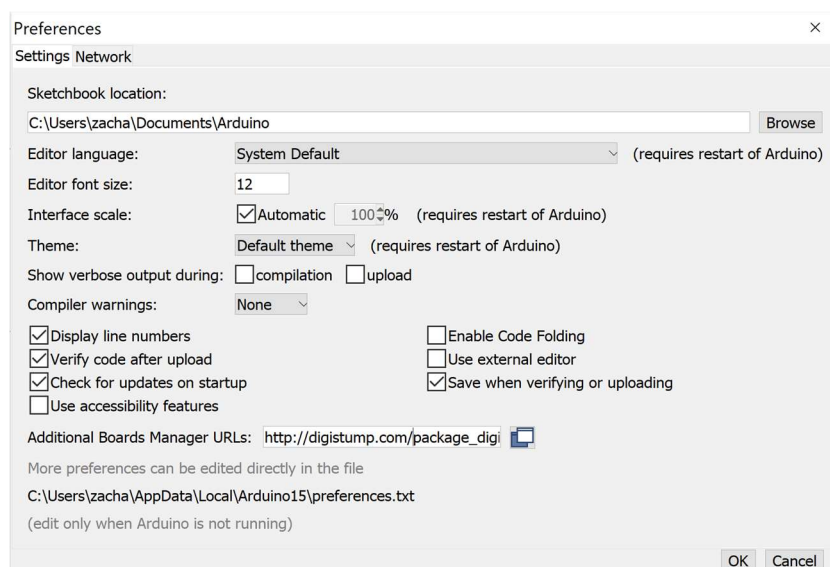 Preferences
Settings Network
Sketchbook location:
C:\Users\zacha\Documents\Arduino Browse
Editor language: System Default (requires restart of Arduino)
Editor font size: 12
Interface scale: Automatic 100 % (requires restart of Arduino)
Theme: Default theme (requires restart of Arduino)
Show verbose output during: compilation upload
Compiler warnings: None
Display line numbers Enable Code Folding
Verify code after upload Use external editor
Check for updates on startup Save when verifying or uploading
Use accessibility features
Additional Boards Manager URLs: http://digistump.com/package_digi
More preferences can be edited directly in the file
C:\Users\zacha\AppData\Local\Arduino15\preferences.txt
(edit only when Arduino is not running)
OK Cancel